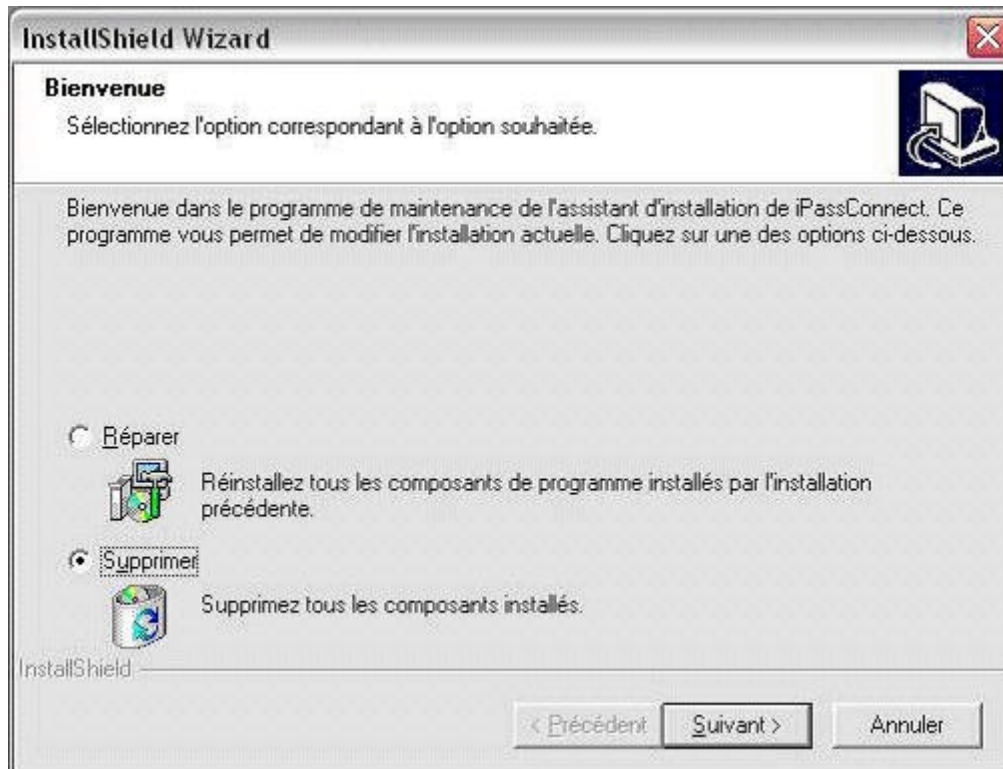 InstallShield Wizard
Bienvenue
Sélectionnez l'option correspondant à l'option souhaitée.
Bienvenue dans le programme de maintenance de l'assistant d'installation de iPassConnect. Ce
programme vous permet de modifier l'installation actuelle. Cliquez sur une des options ci-dessous.
Réparer
Réinstallez tous les composants de programme installés par l'installation
précédente.
Supprimer
Supprimez tous les composants installés.
InstallShield
< Précédent Suivant > Annuler